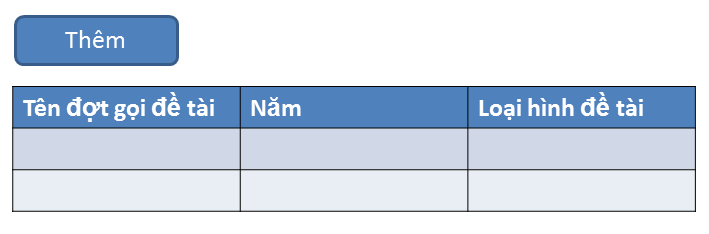 Thêm
Tên đợt gọi đề tài Năm Loại hình đề tài